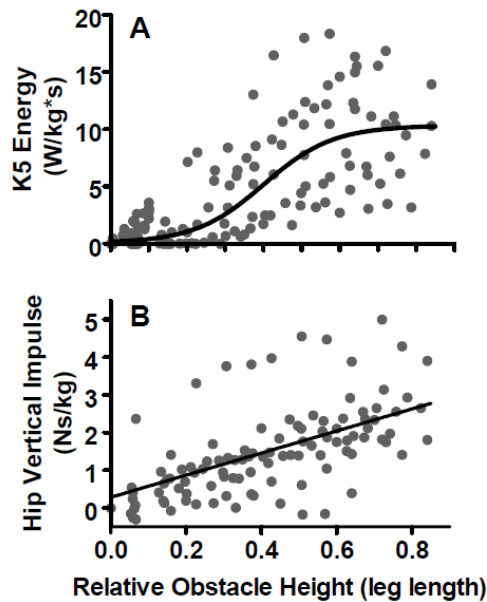 A
K5 Energy
(W/kg*s)
20
15
10
5
0
B
Hip Vertical Impulse
(Ns/kg)
5
4
3
2
1
0
0.0 0.2 0.4 0.6 0.8
Relative Obstacle Height (leg length)